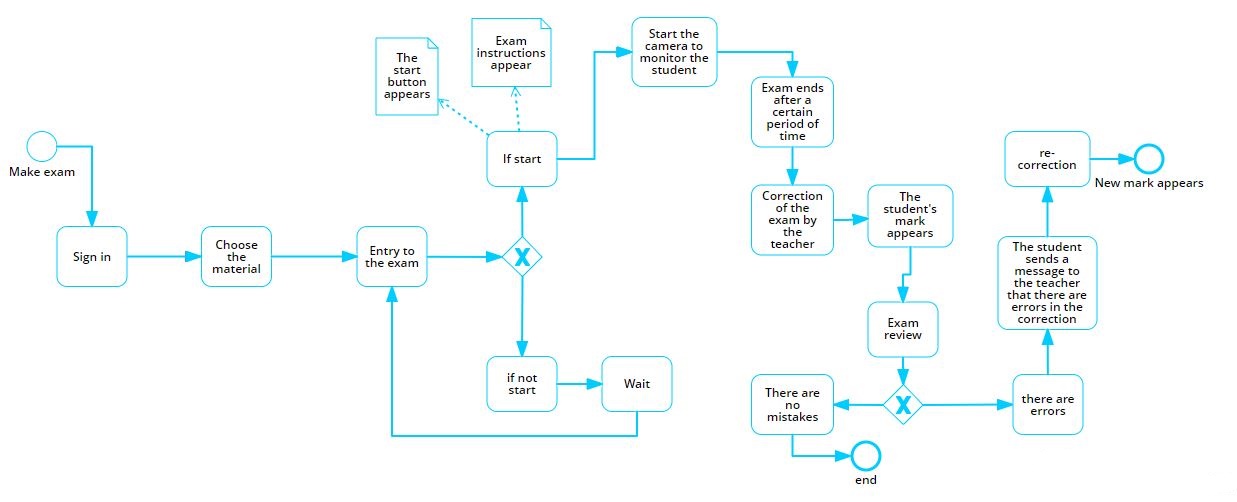 Make exam
Sign in
Choose
the
material
Entry to
the exam
X
The
start
button
appears
Exam
instructions
appear
If start
if not
start
Wait
Start the
camera to
monitor the
student
Exam ends
after a
certain
period of
time
Correction
of the
exam by
the
teacher
The
student's
mark
appears
Exam
review
X
There are
no
mistakes
end
there are
errors
The student
sends a
message to
the teacher
that there are
errors in the
correction
re-
correction
New mark appears